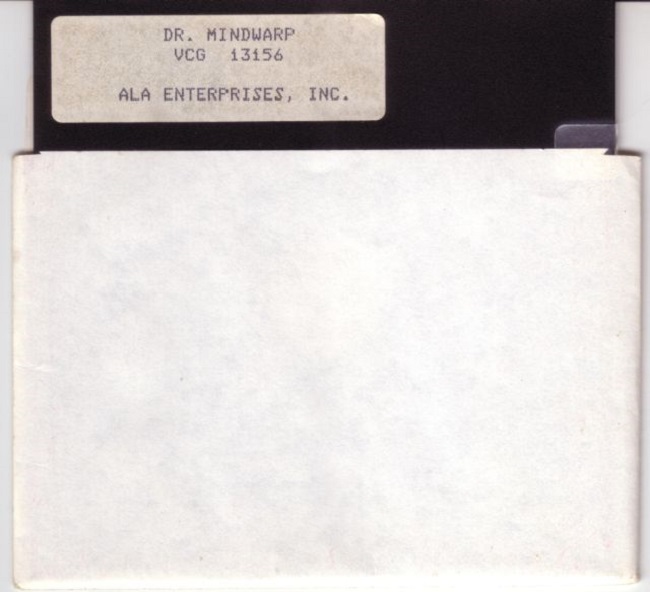 DR. MINDWARP
VCG 13156
ALA ENTERPRISES, INC.